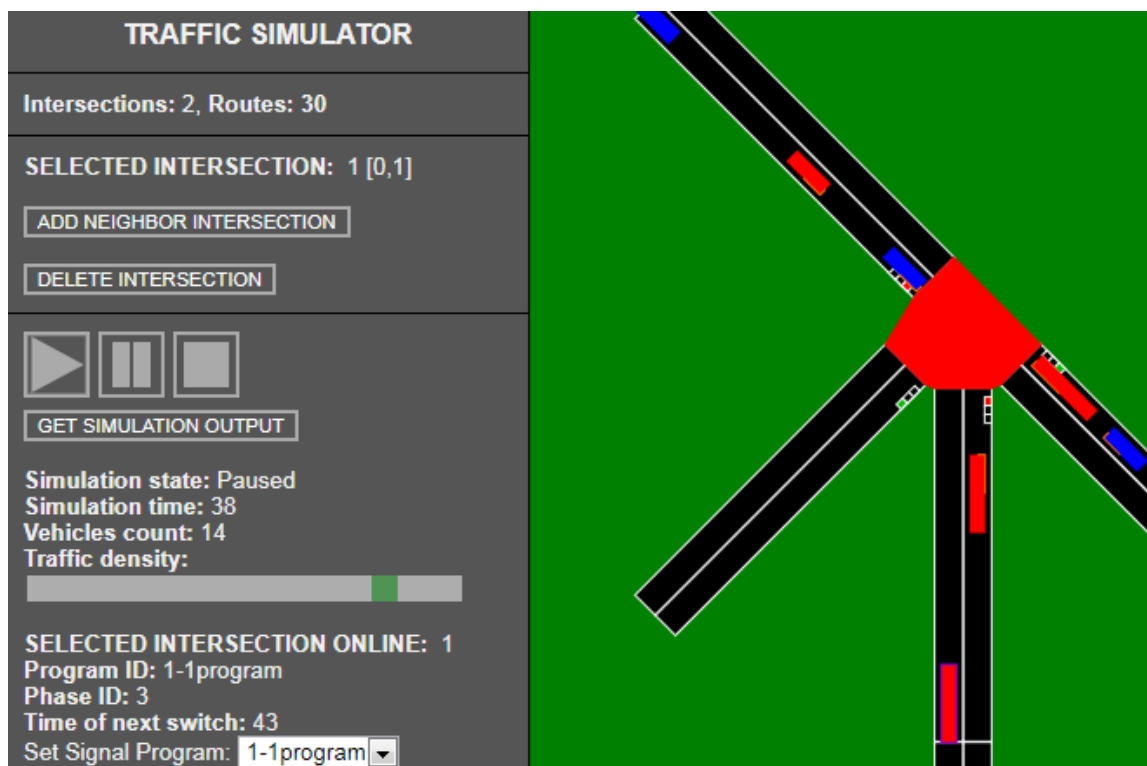 TRAFFIC SIMULATOR
Intersections: 2, Routes: 30
SELECTED INTERSECTION: 1 [0,1]
ADD NEIGHBOR INTERSECTION
DELETE INTERSECTION
GET SIMULATION OUTPUT
Simulation state: Paused
Simulation time: 38
Vehicles count: 14
Traffic density:
SELECTED INTERSECTION ONLINE: 1
Program ID: 1-1program
Phase ID: 3
Time of next switch: 43
Set Signal Program: 1-1program